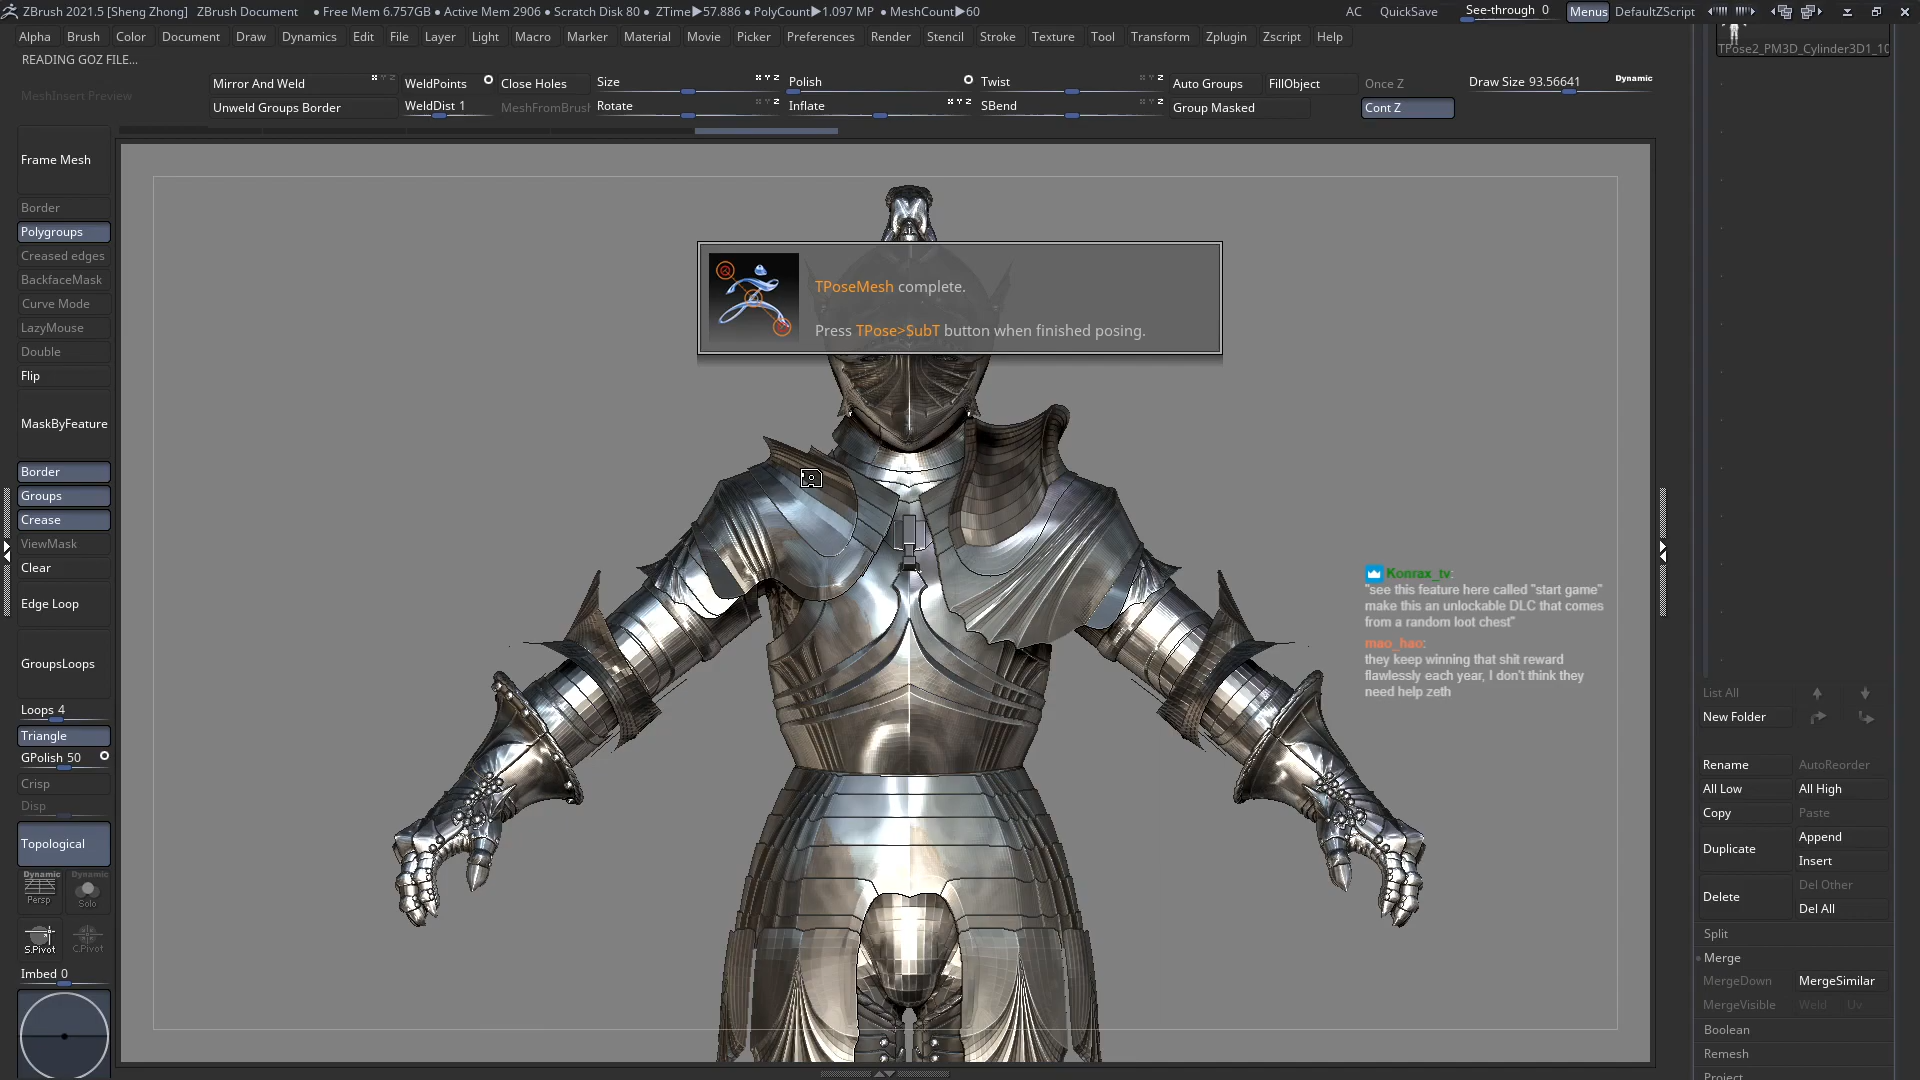 ZBrush 2021.5 [Sheng Zhong] ZBrush Document • Free Mem 6.757GB • Active Mem 2906 • Scratch Disk 80 • ZTime▶57.886 • PolyCount▶1.097 MP • MeshCount▶60 AC QuickSave See-through 0 Menus DefaultZScript
Alpha Brush Color Document Draw Dynamics Edit File Layer Light Macro Marker Material Movie Picker Preferences Render Stencil Stroke Texture Tool Transform Zplugin Zscript Help
TPose2_PM3D_Cylinder3D1_10
READING GOZ FILE...
MeshInsert Preview
Mirror And Weld WeldPoints Close Holes Size Polish Twist Auto Groups FillObject Once Z Draw Size 93.56641 Dynamic
Unweld Groups Border WeldDist 1 MeshFromBrush Rotate Inflate SBend Group Masked Cont Z
Frame Mesh
Border
Polygroups
Creased edges
BackfaceMask
Curve Mode
LazyMouse
Double
Flip
MaskByFeature
Border
Groups
Crease
ViewMask
Clear
Edge Loop
GroupsLoops
Loops 4
Triangle
GPolish 50
Crisp
Disp
Topological
Dynamic Dynamic
Persp Solo
S.Pivot C.Pivot
Imbed 0
TPoseMesh complete.
Press TPose>SubT button when finished posing.
Konrax_tv:
"see this feature here called "start game"
make this an unlockable DLC that comes
from a random loot chest"
mao_hao:
they keep winning that shit reward
flawlessly each year, I don't think they
need help zeth
List All
New Folder
Rename AutoReorder
All Low All High
Copy Paste
Duplicate Append
Insert
Delete Del Other
Del All
Split
Merge
MergeDown MergeSimilar
MergeVisible Weld Uv
Boolean
Remesh
Project